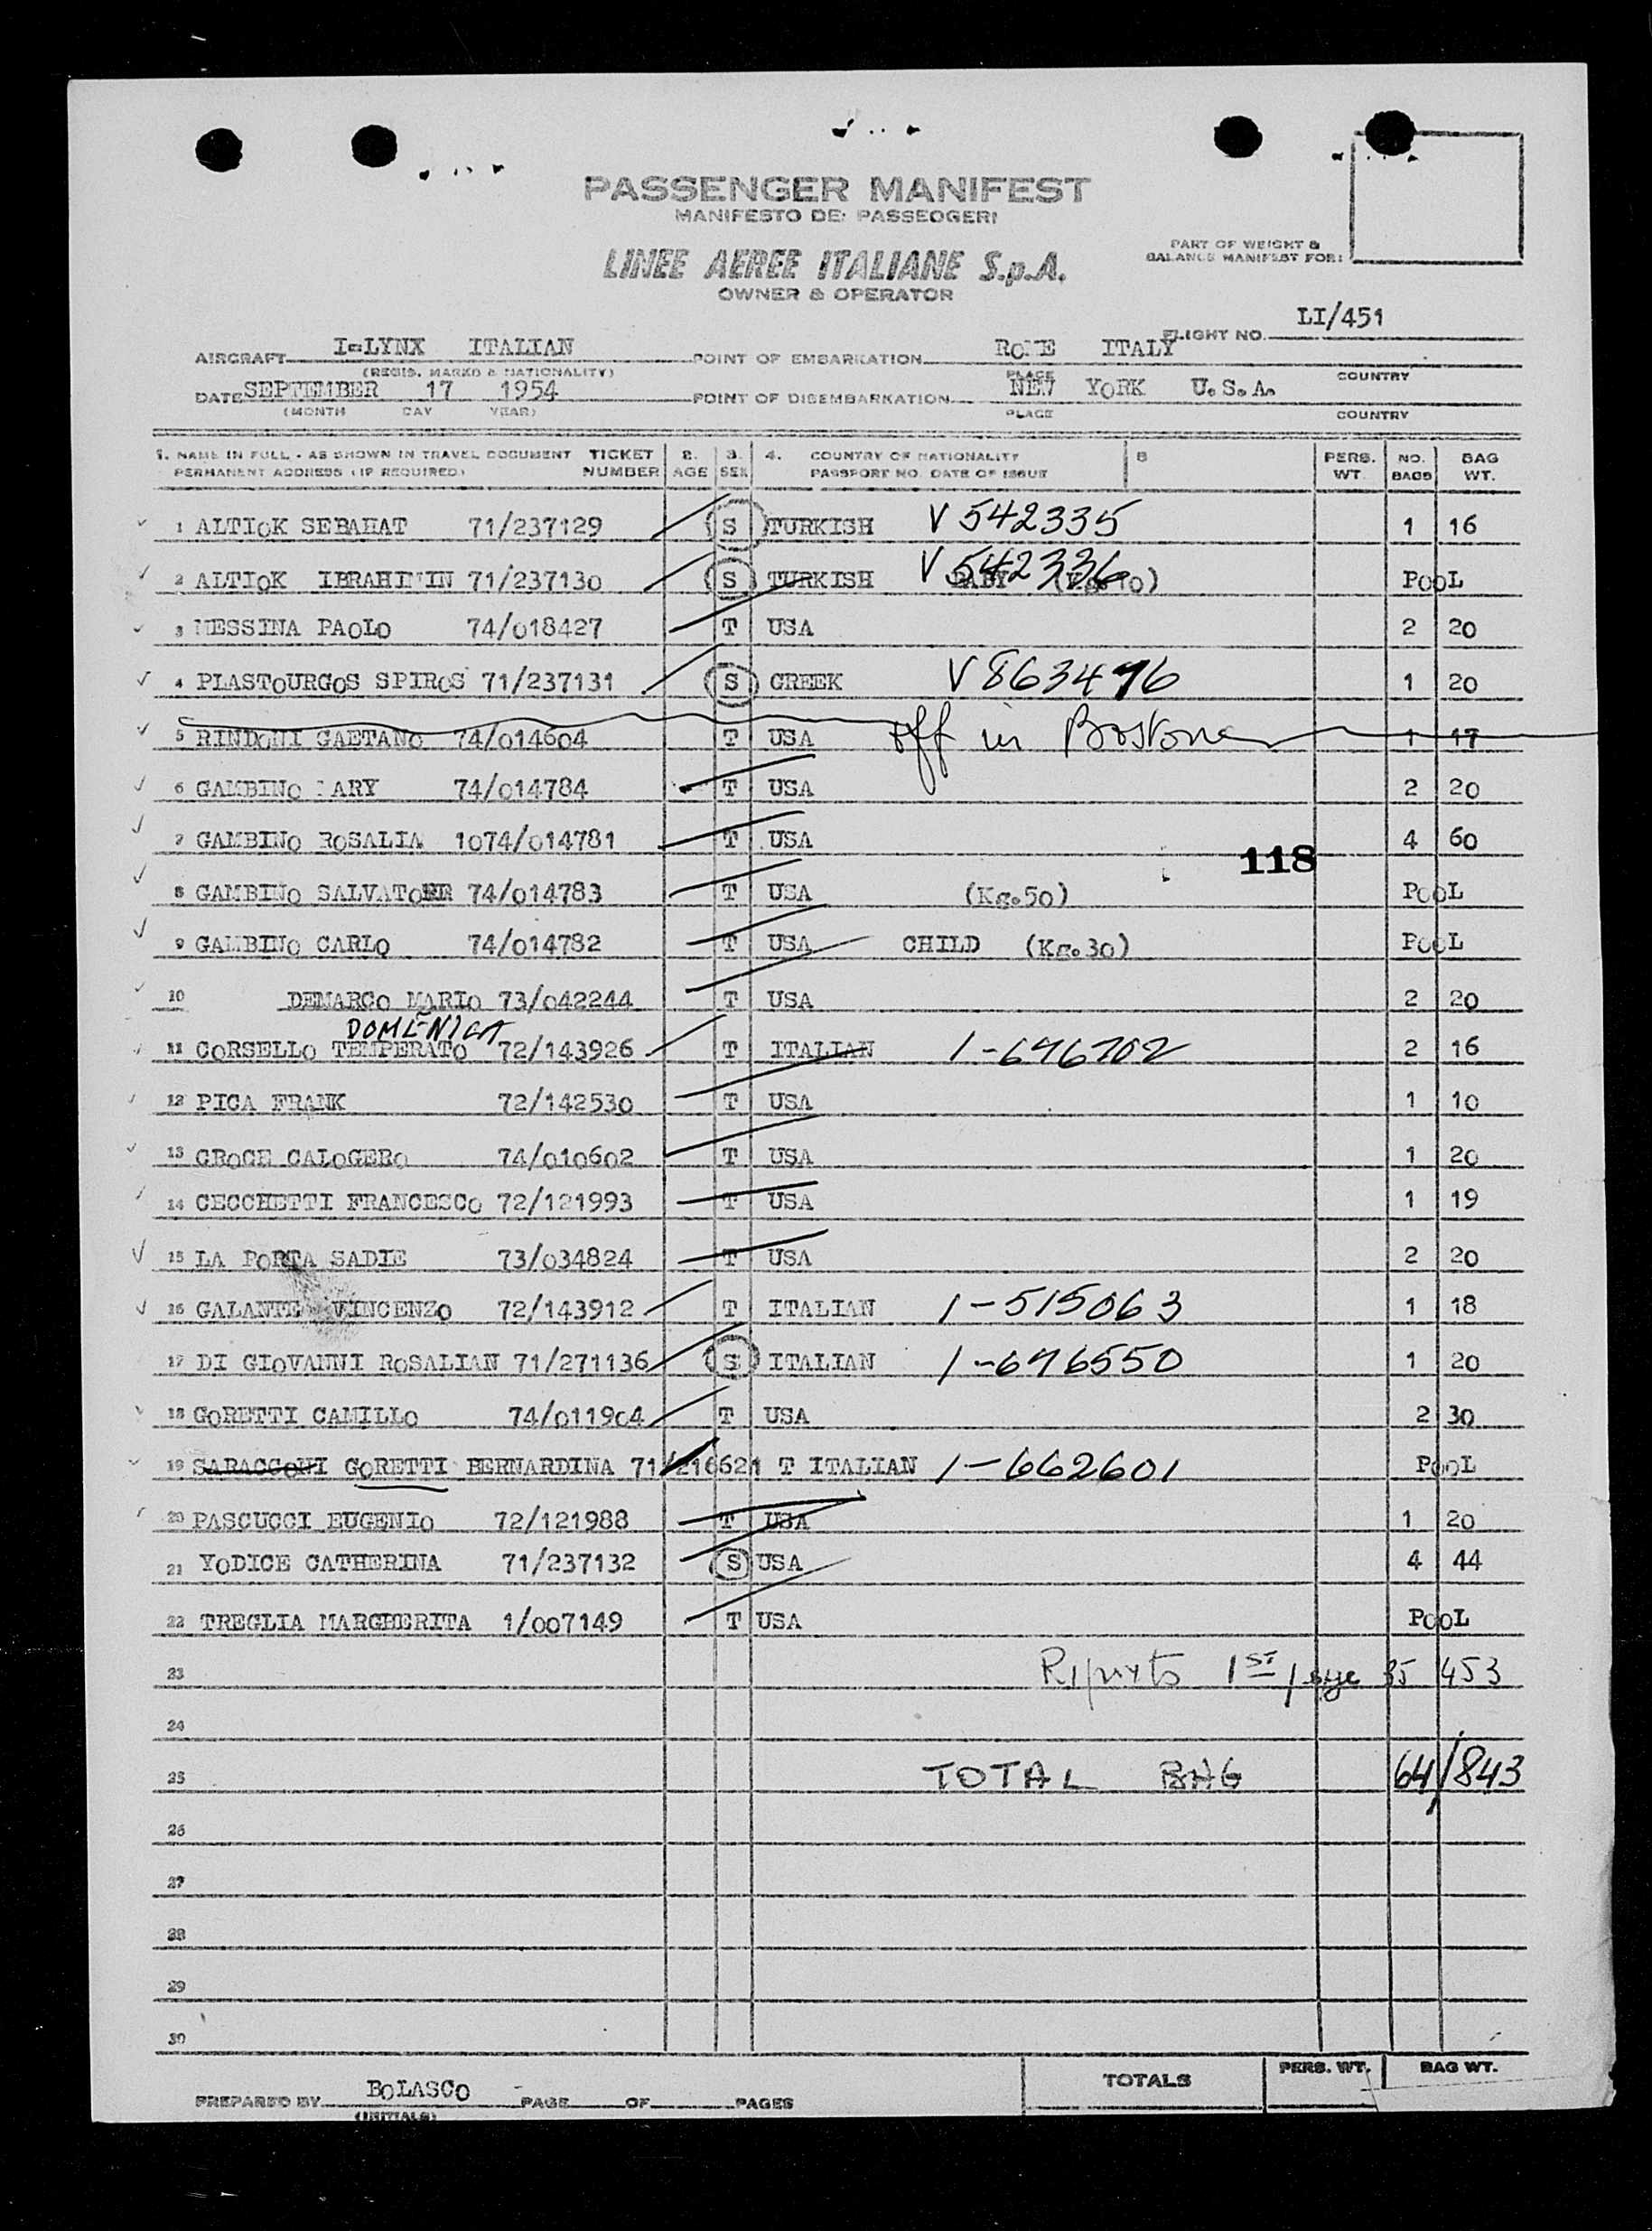 PASSENGER MANIFEST
MANIFESTO DEI PASSEGGERI
LINEE AEREE ITALIANE S.p.A.
OWNER & OPERATOR
PART OF WEIGHT &
BALANCE MANIFEST FOR:
FLIGHT NO. LI/451
AIRCRAFT I-LYNX ITALIAN POINT OF EMBARKATION ROME ITALY
(REGIS. MARKS & NATIONALITY) PLACE COUNTRY
DATE SEPTEMBER 17 1954 POINT OF DISEMBARKATION NEW YORK U.S.A.
(MONTH DAY YEAR) PLACE COUNTRY
1. NAME IN FULL - AS SHOWN IN TRAVEL DOCUMENT TICKET 2. 3. 4. COUNTRY OF NATIONALITY 5 PERS. NO. BAG
PERMANENT ADDRESS (IF REQUIRED) NUMBER AGE SEX PASSPORT NO. DATE OF ISSUE WT. BAGS WT.
1 ALTIOK SEBAHAT 71/237129 S TURKISH V 542335 1 16
2 ALTIOK IBRAHIM 71/237130 S TURKISH V 542336 BABY (Kg.10) POOL
3 MESSINA PAOLO 74/018427 T USA 2 20
4 PLASTOURGOS SPIROS 71/237131 S GREEK V 863476 1 20
5 RINDONI GAETANO 74/014604 T USA off in Bostone 1 17
6 GAMBINO MARY 74/014784 T USA 2 20
7 GAMBINO ROSALIA 1074/014781 T USA 4 60
118
8 GAMBINO SALVATORE 74/014783 T USA (Kg.50) POOL
9 GAMBINO CARLO 74/014782 T USA CHILD (Kg.30) POOL
10 DEMARCO MARIO 73/042244 T USA 2 20
DOMENICA
11 CORSELLO TEMPERATO 72/143926 T ITALIAN 1-676702 2 16
12 PICA FRANK 72/142530 T USA 1 10
13 CROCE CALOGERO 74/010602 T USA 1 20
14 CECCHETTI FRANCESCO 72/121993 T USA 1 19
15 LA PORTA SADIE 73/034824 T USA 2 20
16 GALANTE VINCENZO 72/143912 T ITALIAN 1-515063 1 18
17 DI GIOVANNI ROSALIAN 71/271136 S ITALIAN 1-676550 1 20
18 GORETTI CAMILLO 74/011904 T USA 2 30
19 SARACCONI GORETTI BERNARDINA 71/216621 T ITALIAN 1-662601 POOL
20 PASCUCCI EUGENIO 72/121988 T USA 1 20
21 YODICE CATHERINA 71/237132 S USA 4 44
22 TREGLIA MARGHERITA 1/007149 T USA POOL
23 Riporto 1ST page 35 453
24
25 TOTAL BAG 64/843
26
27
28
29
30
TOTALS PERS. WT. BAG WT.
PREPARED BY BOLASCO PAGE OF PAGES
(INITIALS)